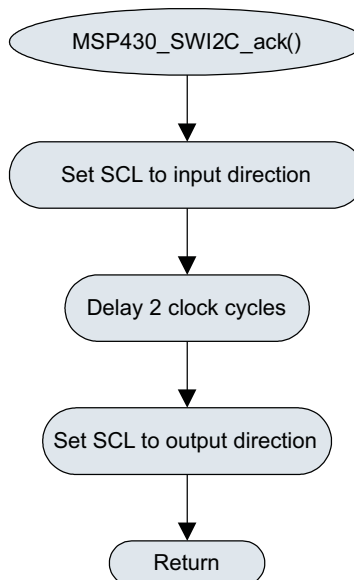 MSP430_SWI2C_ack()
Set SCL to input direction
Delay 2 clock cycles
Set SCL to output direction
Return